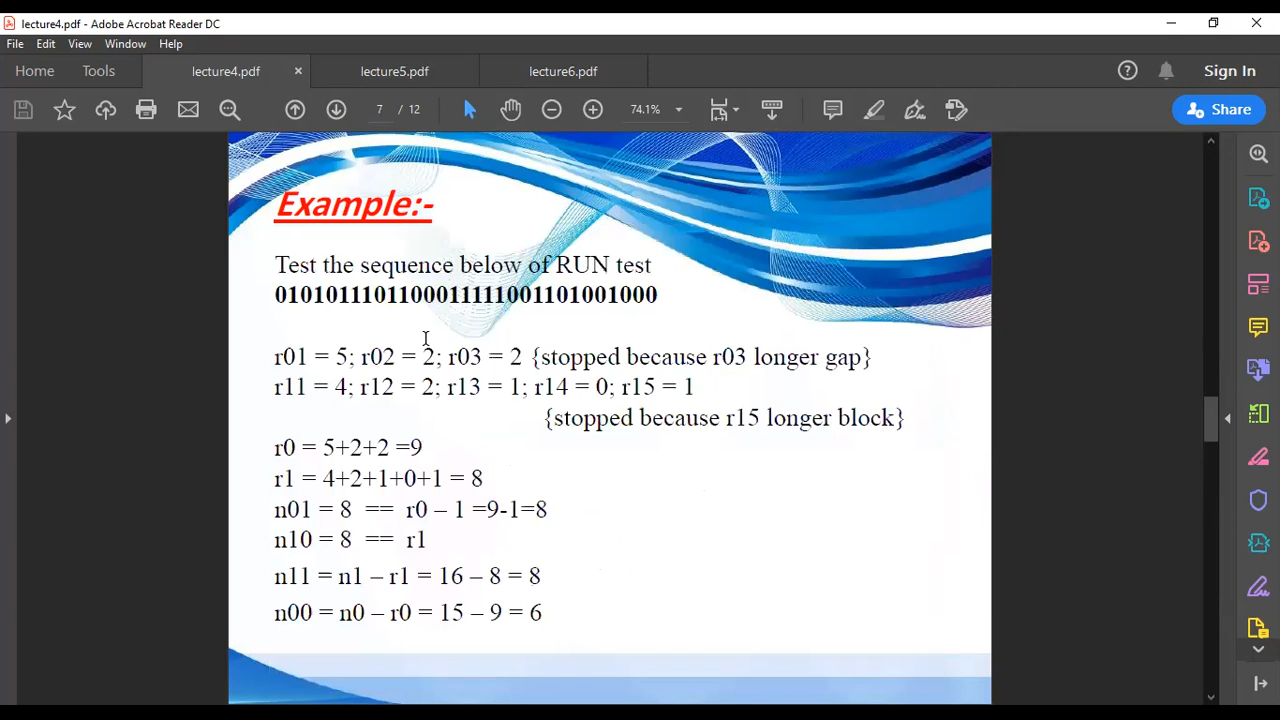 lecture4.pdf - Adobe Acrobat Reader DC
File Edit View Window Help
Home Tools lecture4.pdf × lecture5.pdf lecture6.pdf Sign In
7 / 12 74.1% Share
Example:-
Test the sequence below of RUN test
0101011101100011111001101001000
r01 = 5; r02 = 2; r03 = 2 {stopped because r03 longer gap}
r11 = 4; r12 = 2; r13 = 1; r14 = 0; r15 = 1
{stopped because r15 longer block}
r0 = 5+2+2 =9
r1 = 4+2+1+0+1 = 8
n01 = 8 == r0 – 1 =9-1=8
n10 = 8 == r1
n11 = n1 – r1 = 16 – 8 = 8
n00 = n0 – r0 = 15 – 9 = 6